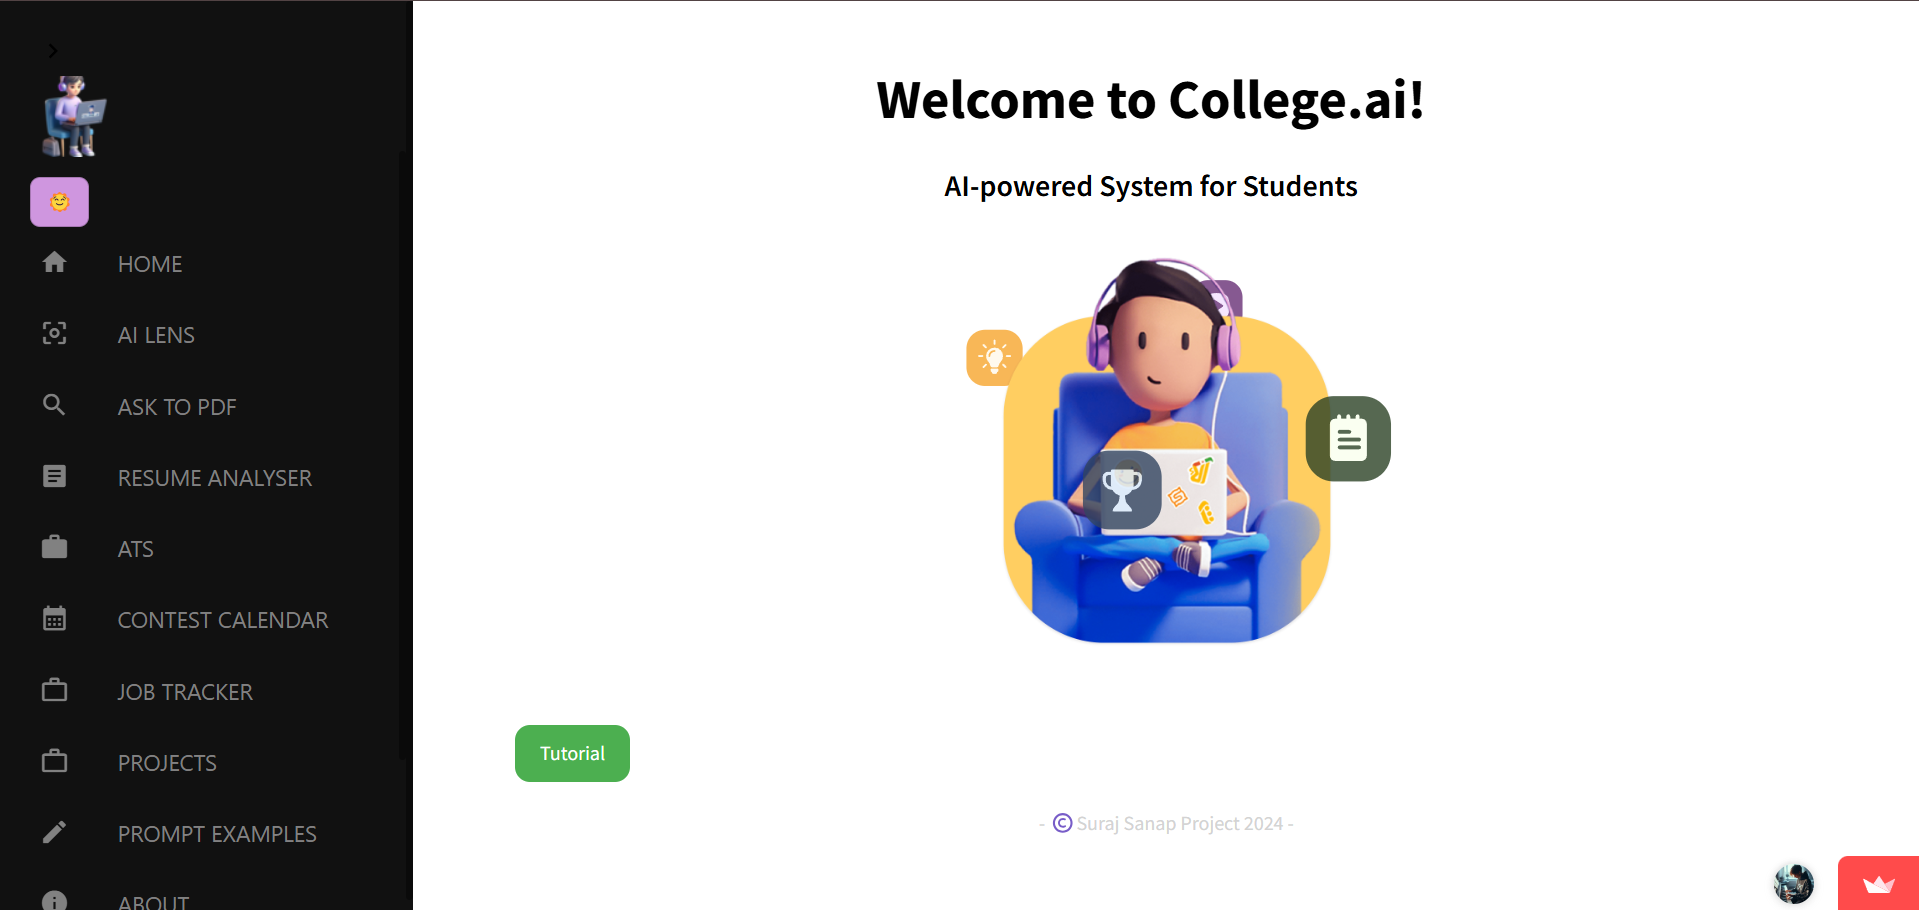 HOME
AI LENS
ASK TO PDF
RESUME ANALYSER
ATS
CONTEST CALENDAR
JOB TRACKER
PROJECTS
PROMPT EXAMPLES
ABOUT
Welcome to College.ai!
AI-powered System for Students
Tutorial
- © Suraj Sanap Project 2024 -